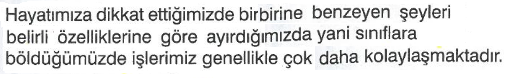 Hayatımıza dikkat ettiğimizde birbirine benzeyen şeyleri
belirli özelliklerine göre ayırdığımızda yani sınıflara
böldüğümüzde işlerimiz genellikle çok daha kolaylaşmaktadır.